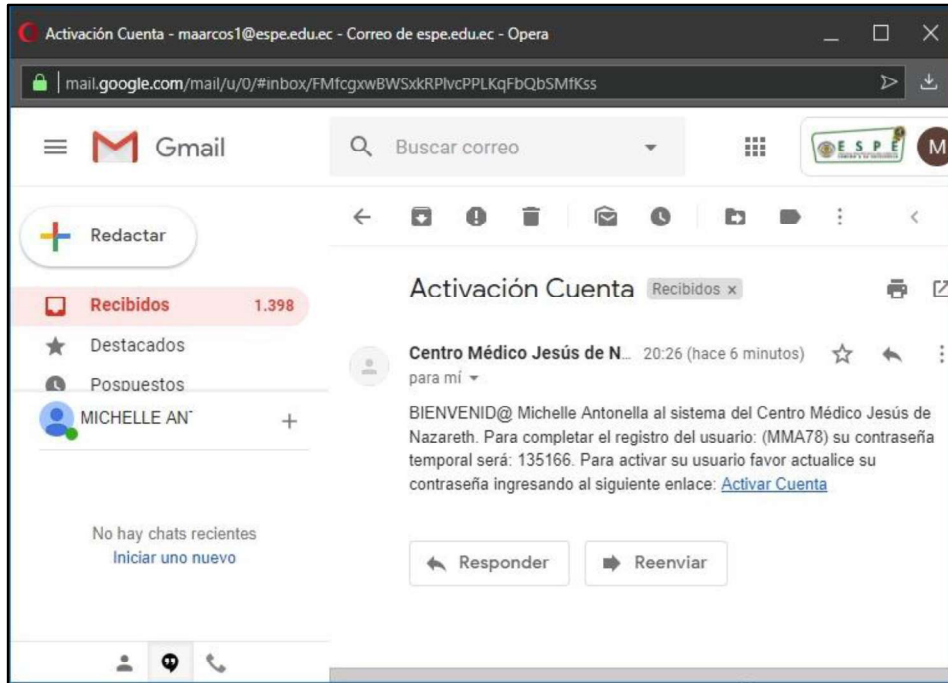 Activación Cuenta - maarcos1@espe.edu.ec - Correo de espe.edu.ec - Opera
mail.google.com/mail/u/0/#inbox/FMfcgxwBWSxkRPlvcPPLKqFbQbSMfKss
Gmail
Buscar correo
ESPE
M
Redactar
Recibidos 1.398
Destacados
Pospuestos
MICHELLE AN
No hay chats recientes
Iniciar uno nuevo
Activación Cuenta Recibidos x
Centro Médico Jesús de N... 20:26 (hace 6 minutos)
para mí
BIENVENID@ Michelle Antonella al sistema del Centro Médico Jesús de
Nazareth. Para completar el registro del usuario: (MMA78) su contraseña
temporal será: 135166. Para activar su usuario favor actualice su
contraseña ingresando al siguiente enlace: Activar Cuenta
Responder
Reenviar